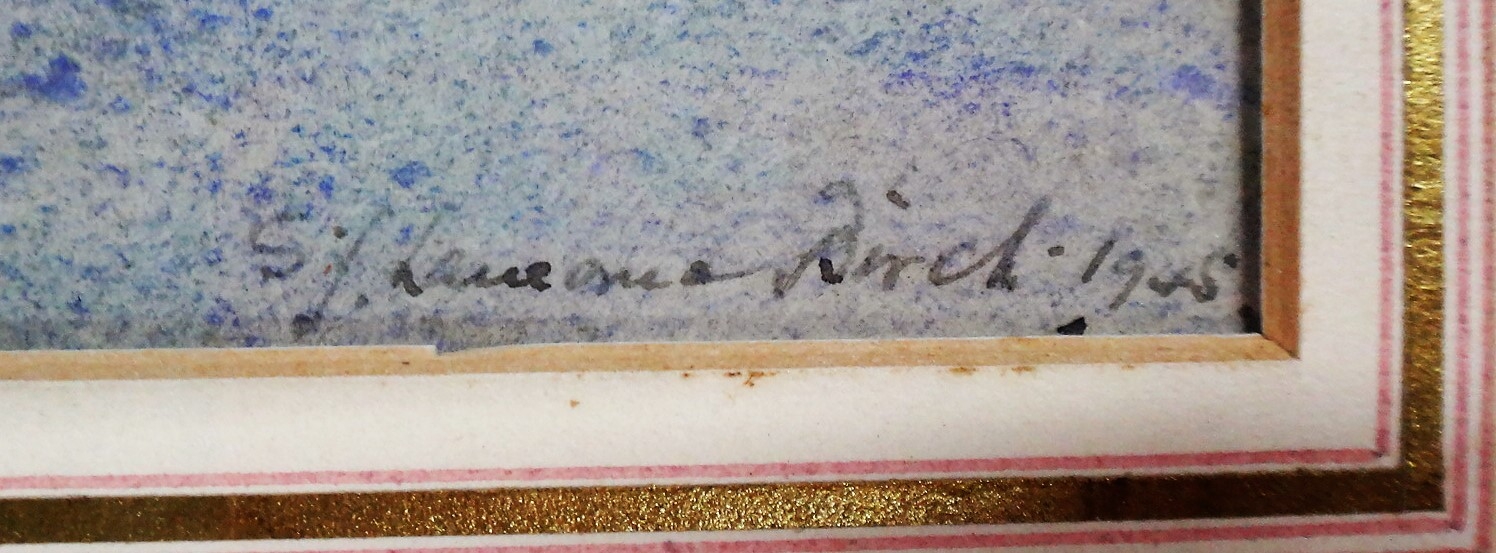 S. J. Lamorna Birch. 1945